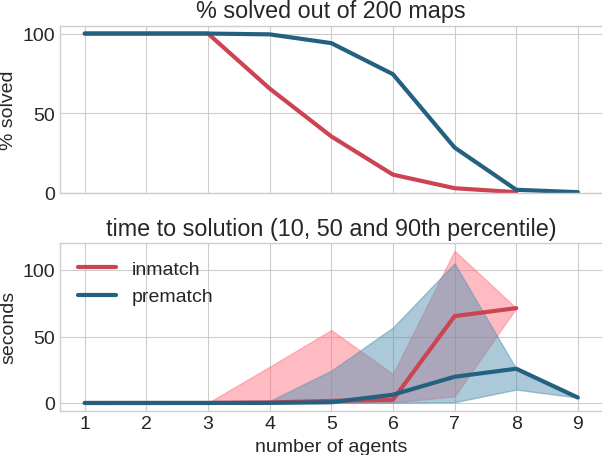 % solved out of 200 maps
100
50
0
% solved
time to solution (10, 50 and 90th percentile)
inmatch
prematch
100
50
0
seconds
1 2 3 4 5 6 7 8 9
number of agents